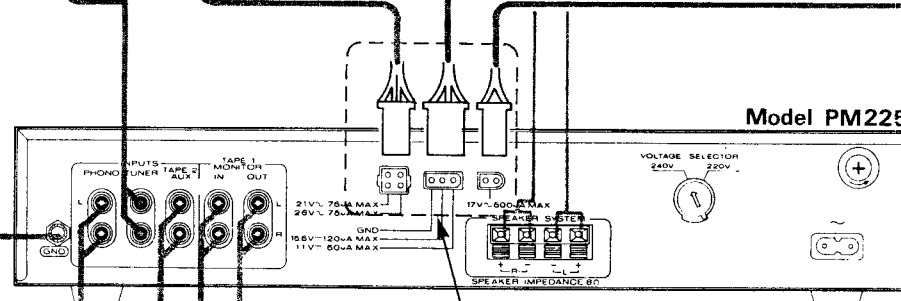 Model PM225
INPUTS
PHONO TUNER TAPE 2 AUX
TAPE 1 MONITOR
IN OUT
L L
R
GND
21V~ 75mA MAX
26V~ 75mA MAX
GND
15.5V~120mA MAX
11V~ 60mA MAX
17V~500mA MAX
SPEAKER SYSTEM
+ - - +
R L
SPEAKER IMPEDANCE 8Ω
VOLTAGE SELECTOR
240V 220V
~